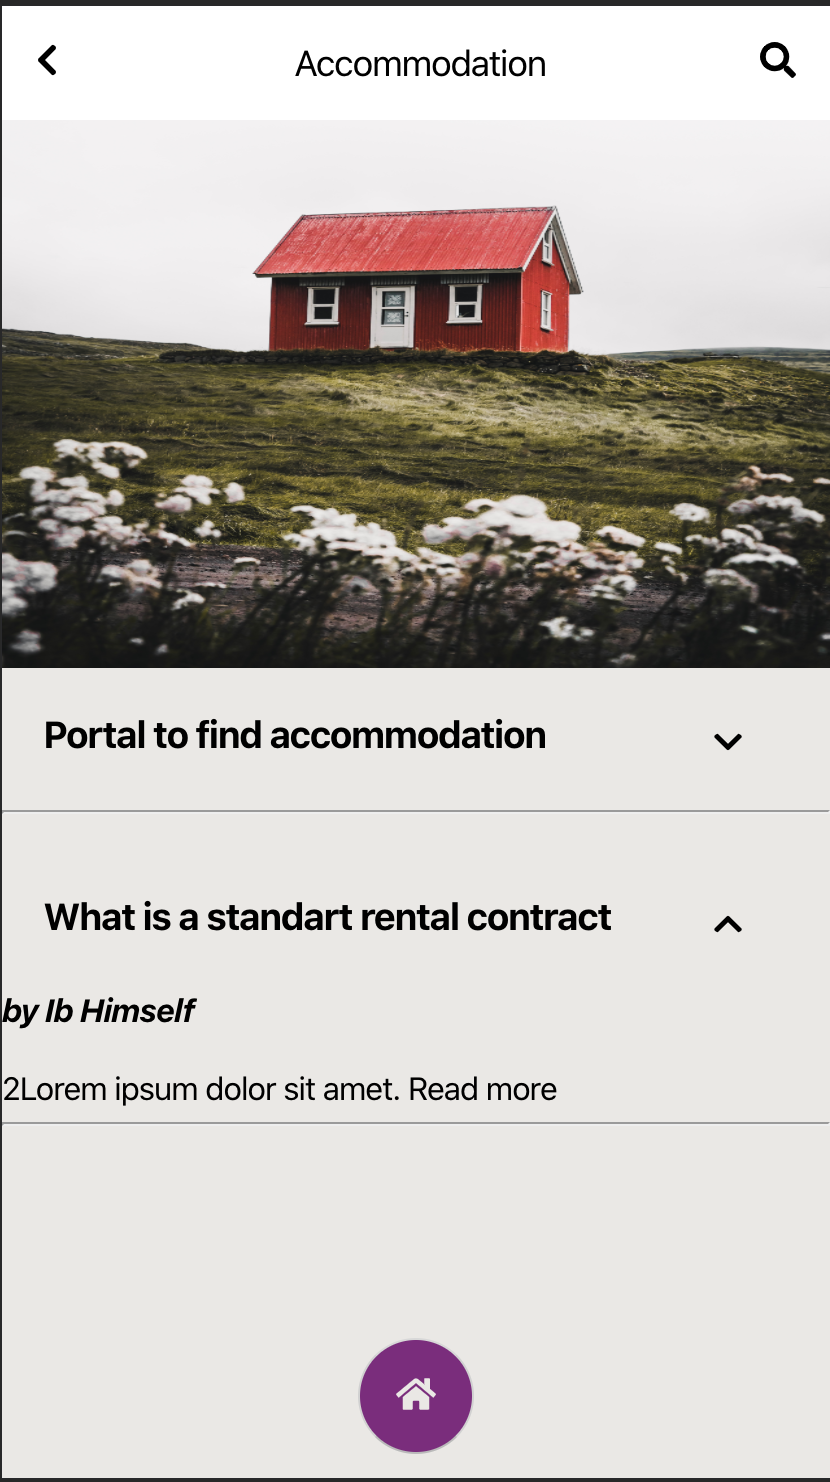 Accommodation
Portal to find accommodation
What is a standart rental contract
by Ib Himself
2Lorem ipsum dolor sit amet. Read more